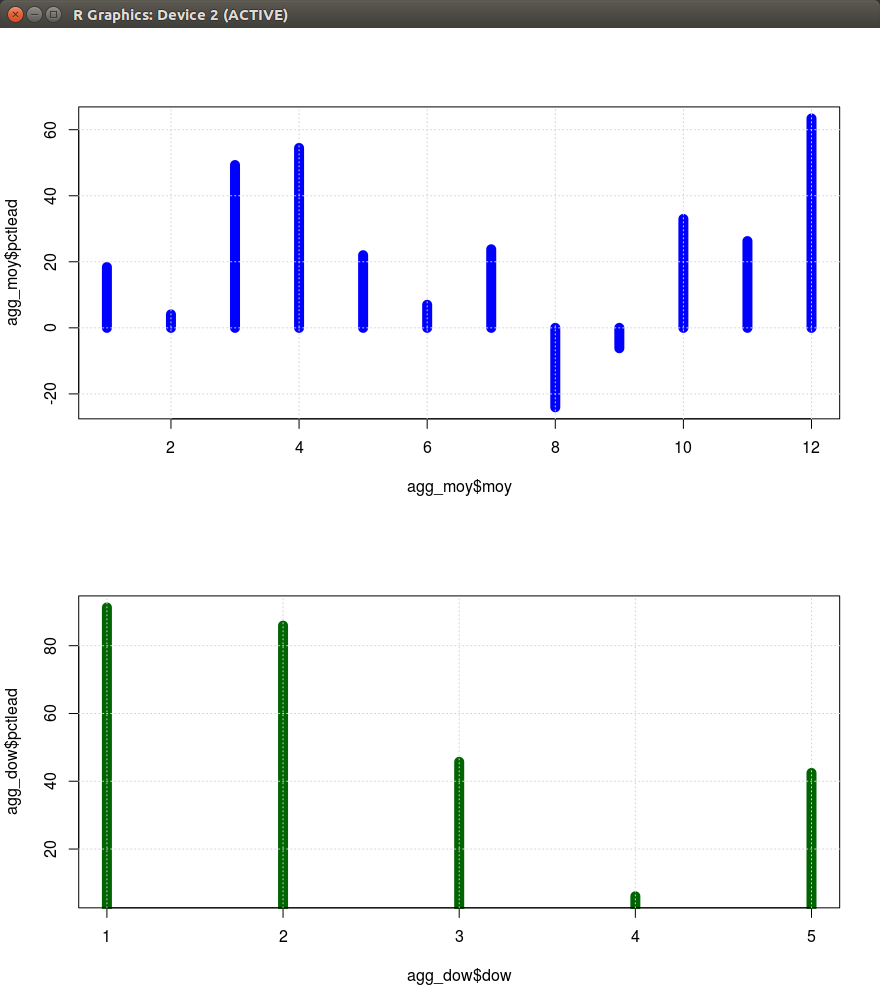 R Graphics: Device 2 (ACTIVE)
60
40
20
0
-20
agg_moy$pctlead
2 4 6 8 10 12
agg_moy$moy
80
60
40
20
agg_dow$pctlead
1 2 3 4 5
agg_dow$dow